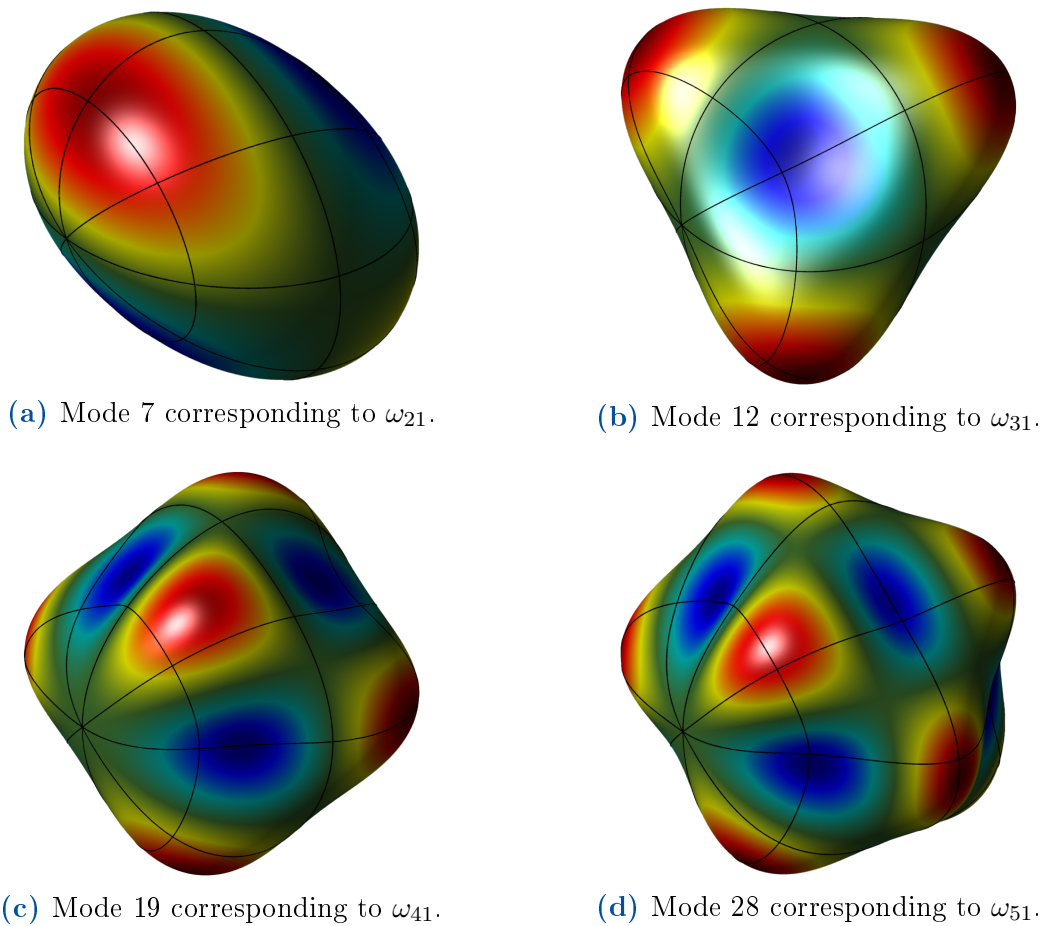 (a) Mode 7 corresponding to ω₂₁.
(b) Mode 12 corresponding to ω₃₁.
(c) Mode 19 corresponding to ω₄₁.
(d) Mode 28 corresponding to ω₅₁.